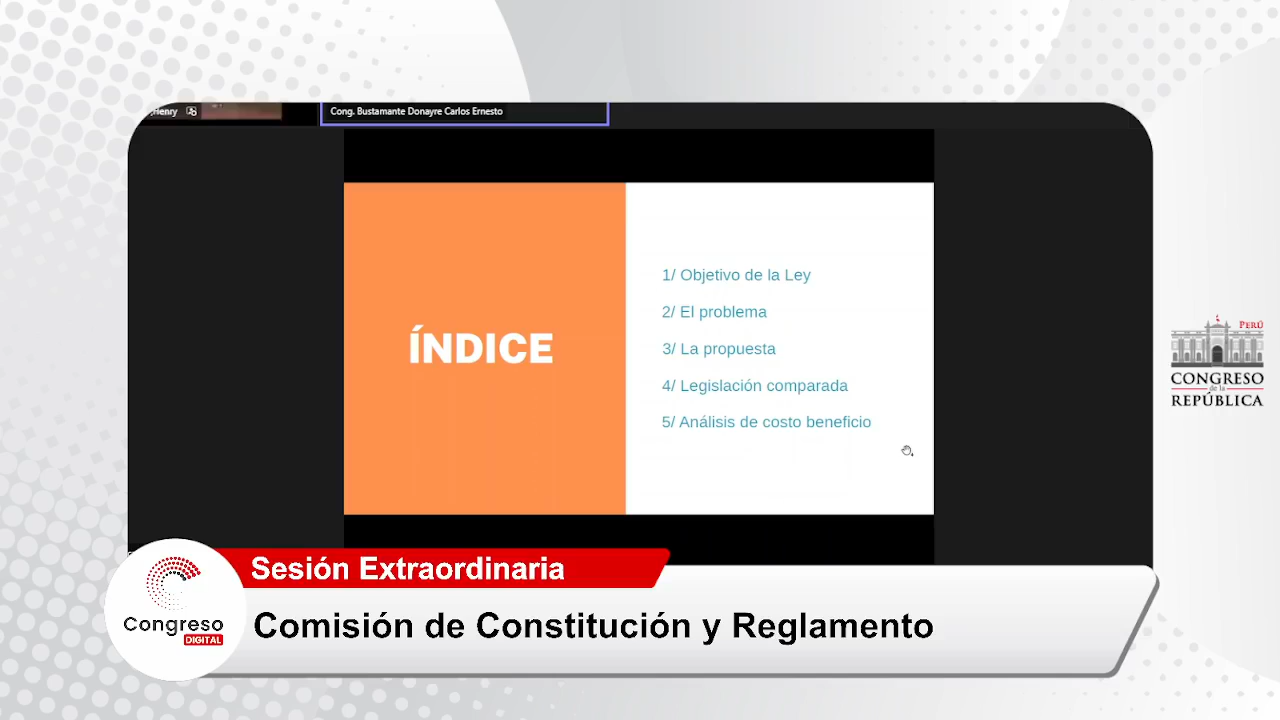 Henry
Cong. Bustamante Donayre Carlos Ernesto
ÍNDICE
1/ Objetivo de la Ley
2/ El problema
3/ La propuesta
4/ Legislación comparada
5/ Análisis de costo beneficio
PERÚ
CONGRESO
de la
REPÚBLICA
Sesión Extraordinaria
Congreso
DIGITAL
Comisión de Constitución y Reglamento